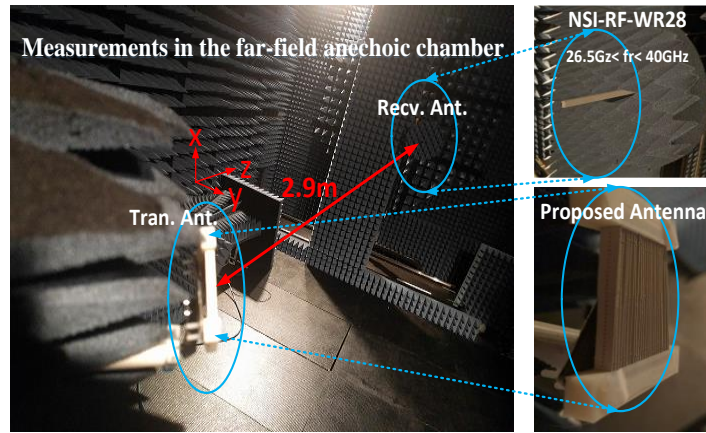 Measurements in the far-field anechoic chamber
Recv. Ant.
X
Z
y
2.9m
Tran. Ant.
NSI-RF-WR28
26.5Gz< fr< 40GHz
Proposed Antenna